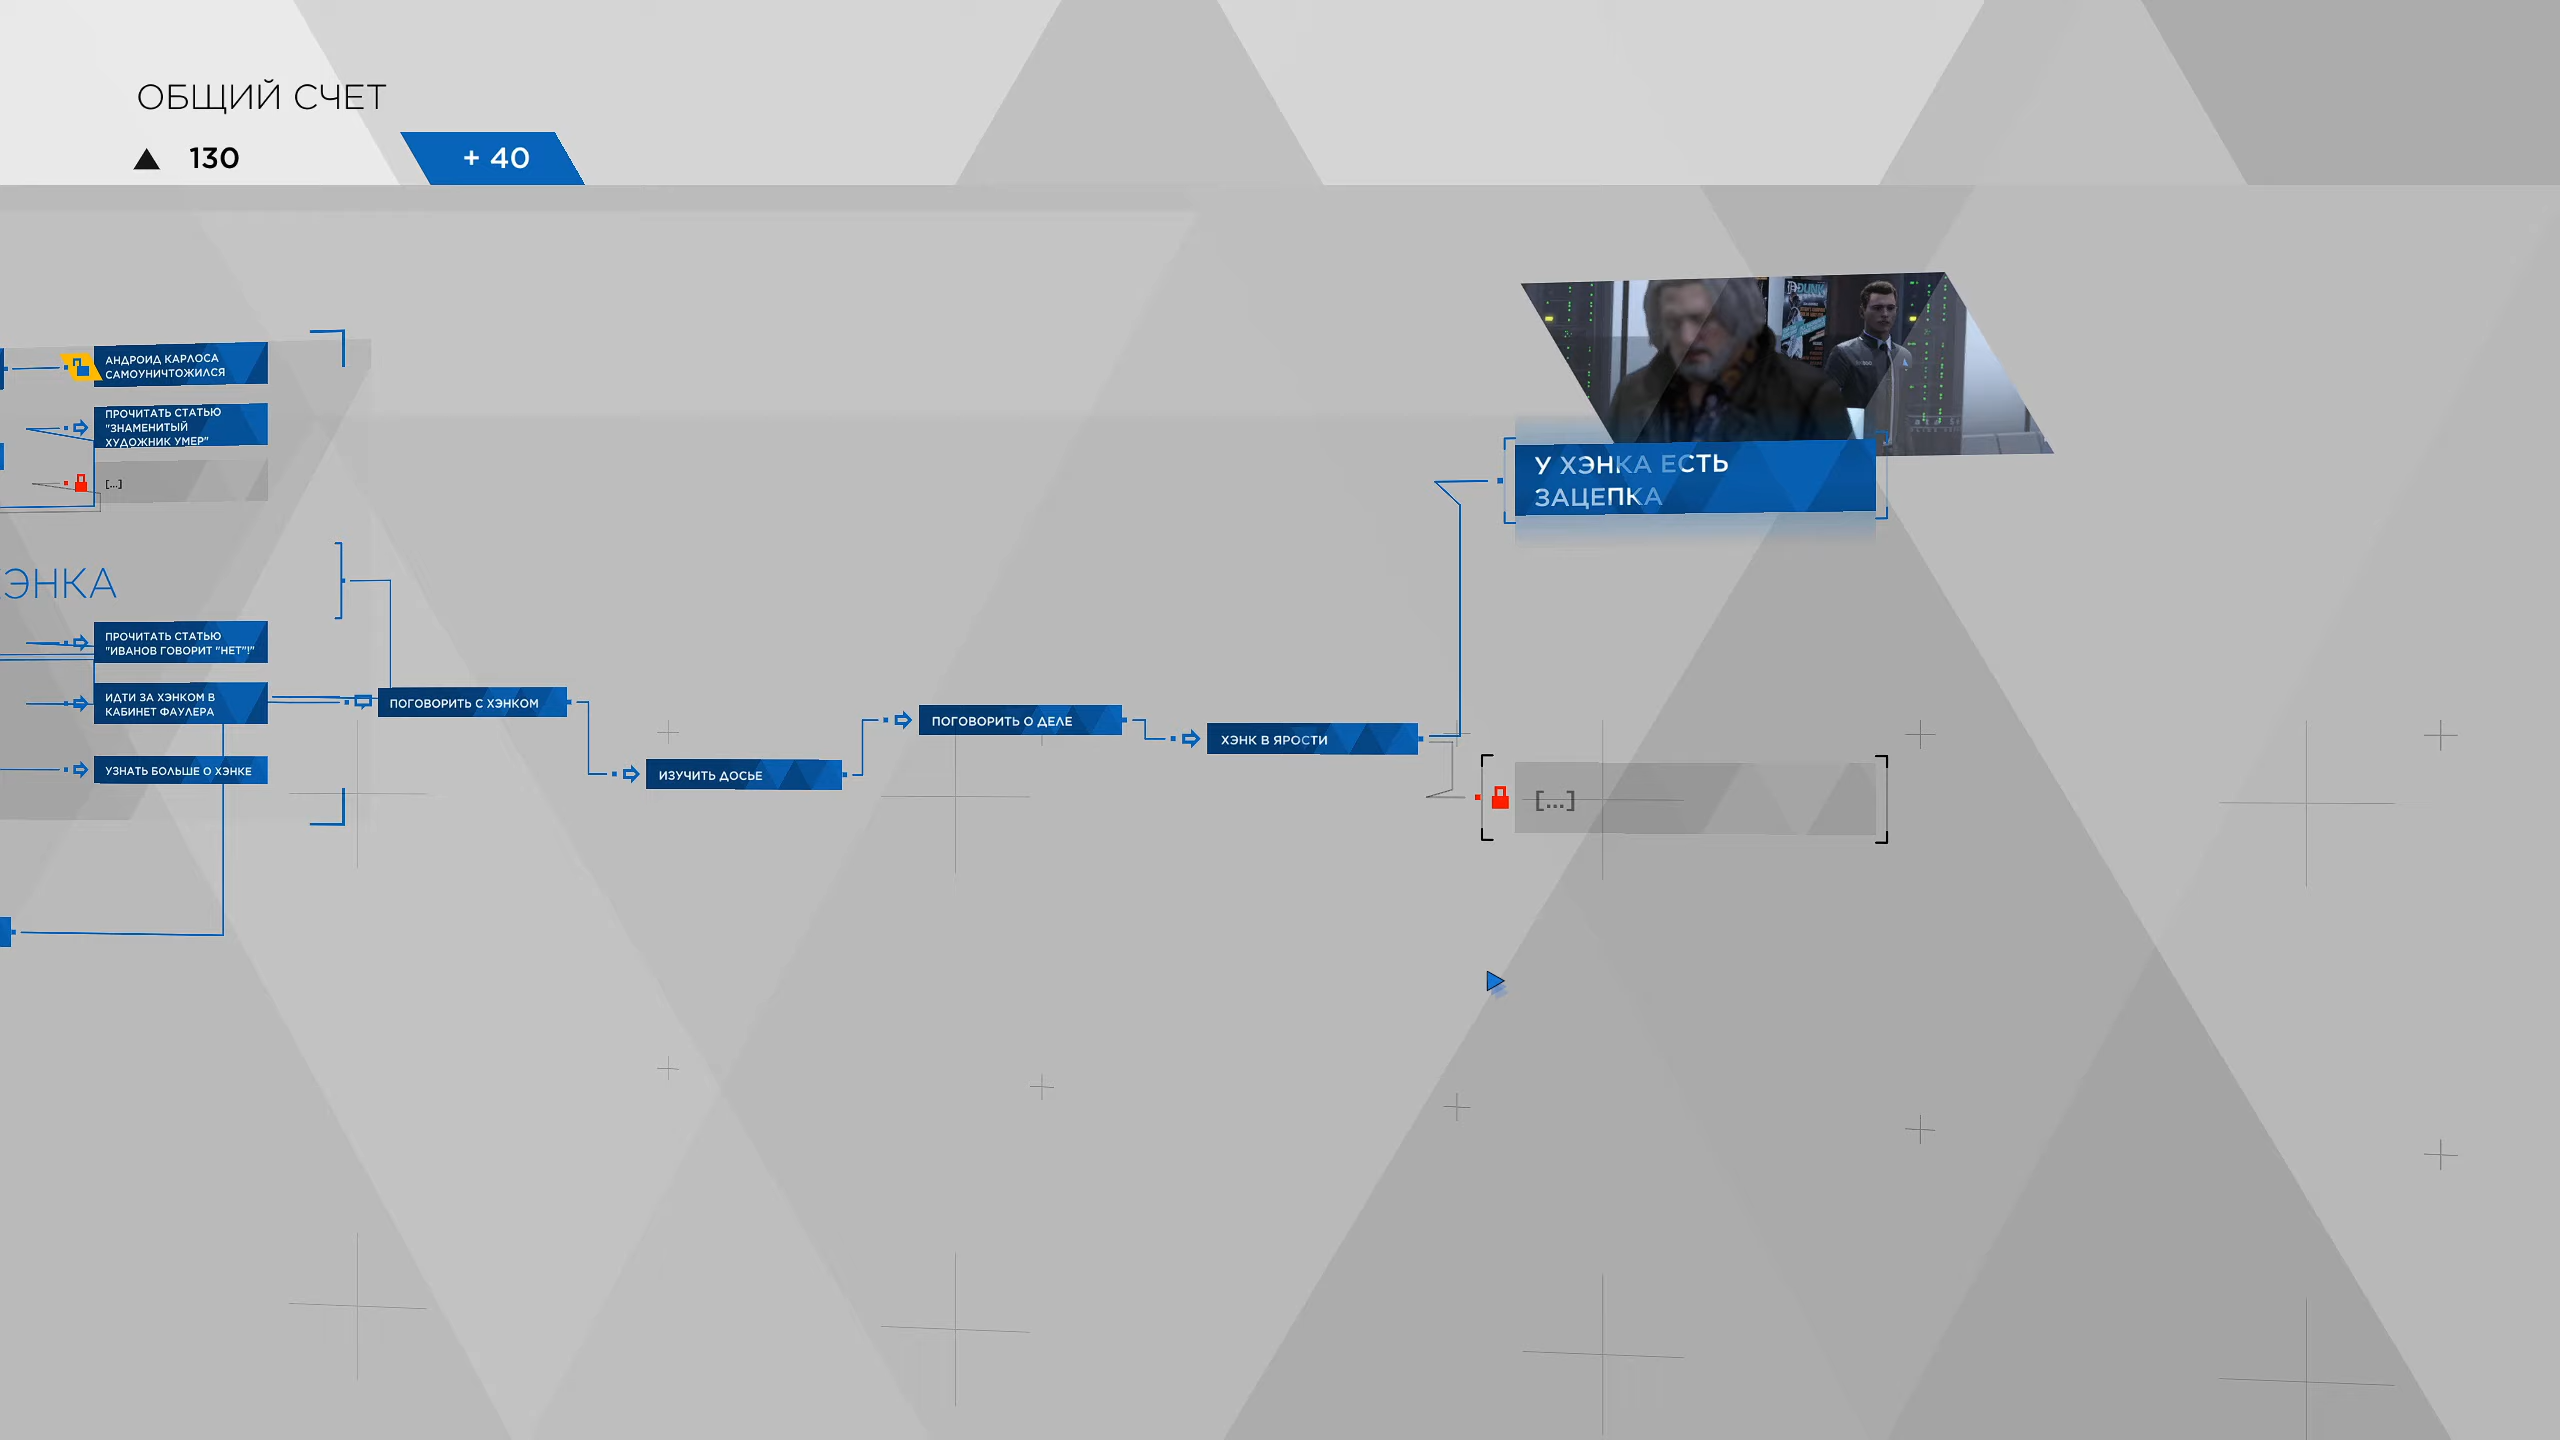 ОБЩИЙ СЧЕТ
130
+ 40
АНДРОИД КАРЛОСА
САМОУНИЧТОЖИЛСЯ
ПРОЧИТАТЬ СТАТЬЮ
"ЗНАМЕНИТЫЙ
ХУДОЖНИК УМЕР"
[...]
ЭНКА
ПРОЧИТАТЬ СТАТЬЮ
"ИВАНОВ ГОВОРИТ "НЕТ"!"
ИДТИ ЗА ХЭНКОМ В
КАБИНЕТ ФАУЛЕРА
УЗНАТЬ БОЛЬШЕ О ХЭНКЕ
ПОГОВОРИТЬ С ХЭНКОМ
ИЗУЧИТЬ ДОСЬЕ
ПОГОВОРИТЬ О ДЕЛЕ
ХЭНК В ЯРОСТИ
У ХЭНКА ЕСТЬ
ЗАЦЕПКА
[...]